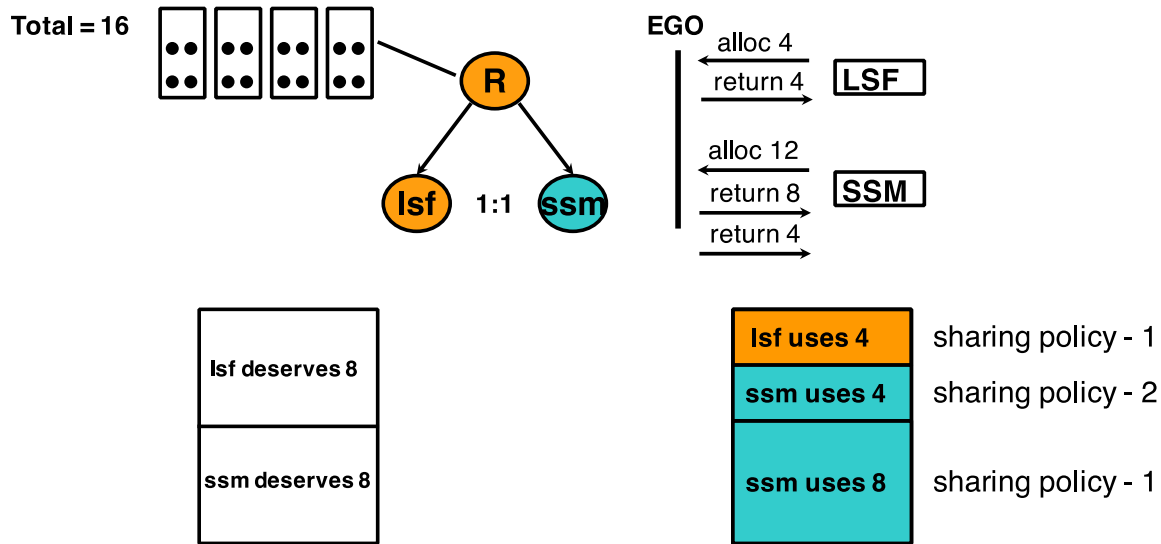 Total = 16
EGO
alloc 4
return 4
LSF
R
alloc 12
return 8
SSM
return 4
lsf
1:1
ssm
lsf deserves 8
ssm deserves 8
lsf uses 4
sharing policy - 1
ssm uses 4
sharing policy - 2
ssm uses 8
sharing policy - 1